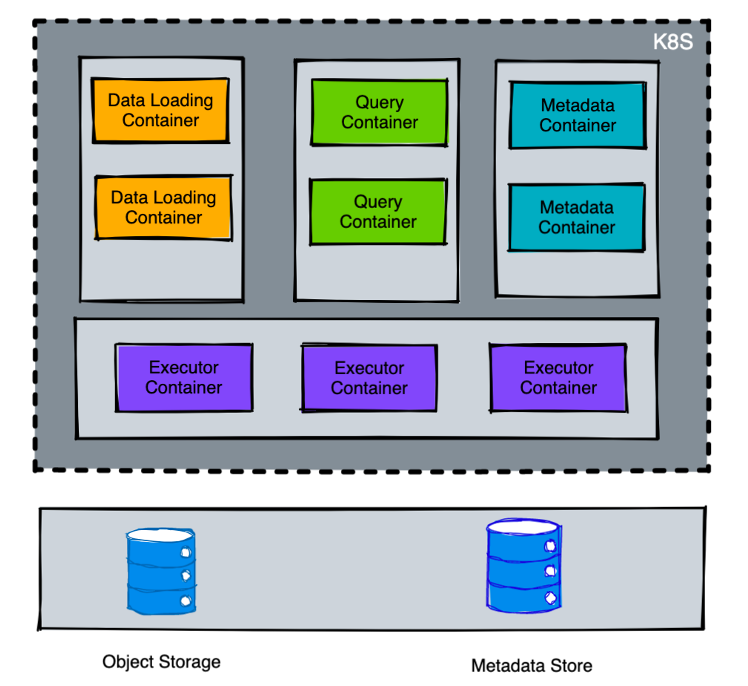 K8S
Data Loading
Container
Data Loading
Container
Query
Container
Query
Container
Metadata
Container
Metadata
Container
Executor
Container
Executor
Container
Executor
Container
Object Storage
Metadata Store